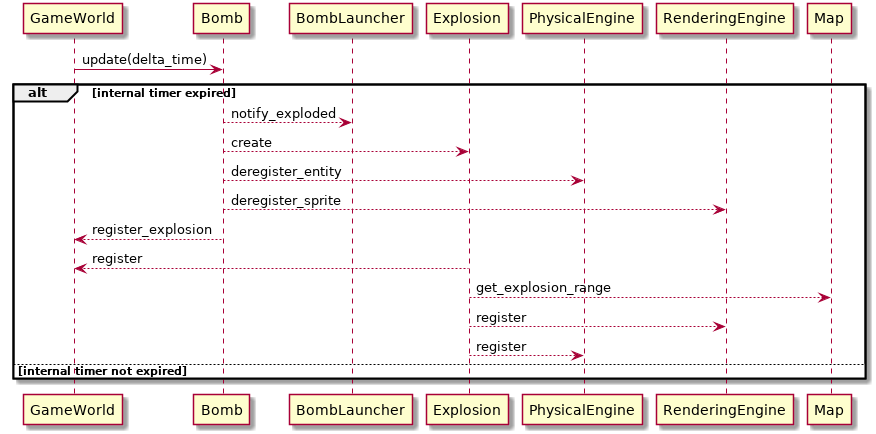 GameWorld Bomb BombLauncher Explosion PhysicalEngine RenderingEngine Map
update(delta_time)
alt [internal timer expired]
notify_exploded
create
deregister_entity
deregister_sprite
register_explosion
register
get_explosion_range
register
register
[internal timer not expired]
GameWorld Bomb BombLauncher Explosion PhysicalEngine RenderingEngine Map